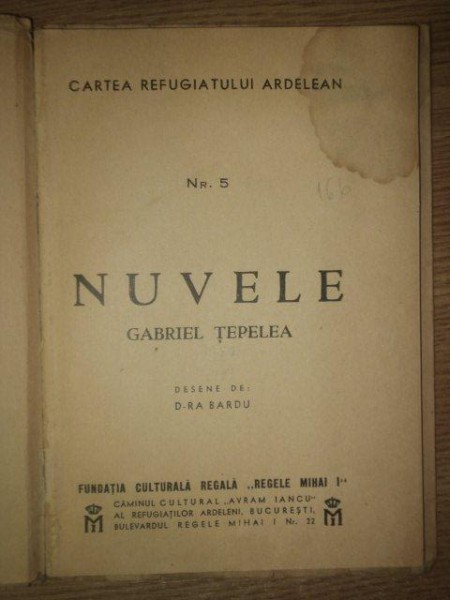 CARTEA REFUGIATULUI ARDELEAN
NR. 5
NUVELE
GABRIEL ȚEPELEA
DESENE DE:
D-RA BARDU
FUNDAȚIA CULTURALĂ REGALĂ „REGELE MIHAI I“
CĂMINUL CULTURAL „AVRAM IANCU“
AL REFUGIAȚILOR ARDELENI, BUCUREȘTI,
BULEVARDUL REGELE MIHAI I NR. 22